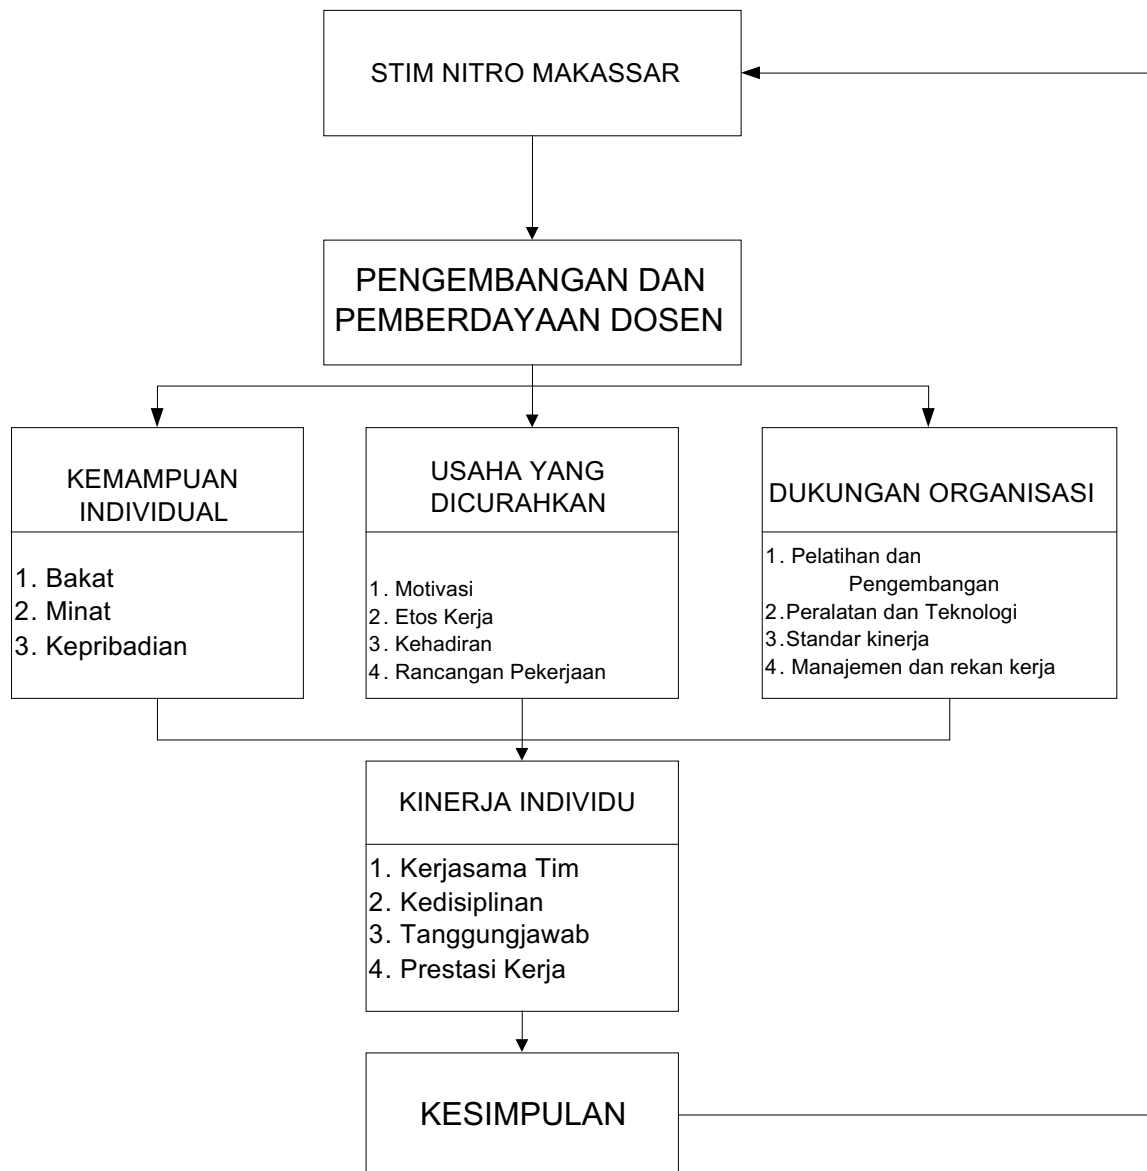 STIM NITRO MAKASSAR
PENGEMBANGAN DAN
PEMBERDAYAAN DOSEN
KEMAMPUAN
INDIVIDUAL
1. Bakat
2. Minat
3. Kepribadian
USAHA YANG
DICURAHKAN
1. Motivasi
2. Etos Kerja
3. Kehadiran
4. Rancangan Pekerjaan
DUKUNGAN ORGANISASI
1. Pelatihan dan
Pengembangan
2.Peralatan dan Teknologi
3.Standar kinerja
4. Manajemen dan rekan kerja
KINERJA INDIVIDU
1. Kerjasama Tim
2. Kedisiplinan
3. Tanggungjawab
4. Prestasi Kerja
KESIMPULAN